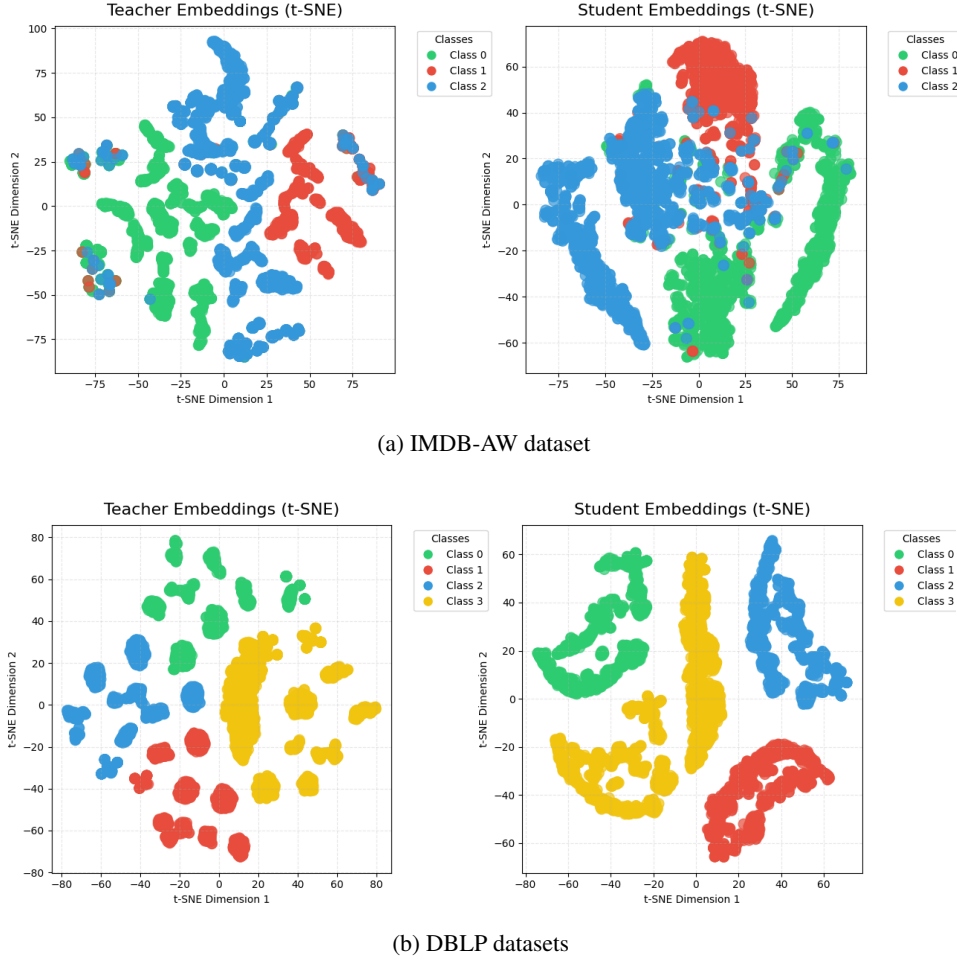 Teacher Embeddings (t-SNE)
Student Embeddings (t-SNE)
100
75
50
25
0
−25
−50
−75
t-SNE Dimension 2
−75 −50 −25 0 25 50 75
t-SNE Dimension 1
Classes
Class 0
Class 1
Class 2
60
40
20
0
−20
−40
−60
t-SNE Dimension 2
−75 −50 −25 0 25 50 75
t-SNE Dimension 1
Classes
Class 0
Class 1
Class 2
(a) IMDB-AW dataset
Teacher Embeddings (t-SNE)
Student Embeddings (t-SNE)
80
60
40
20
0
−20
−40
−60
−80
t-SNE Dimension 2
−80 −60 −40 −20 0 20 40 60 80
t-SNE Dimension 1
Classes
Class 0
Class 1
Class 2
Class 3
60
40
20
0
−20
−40
−60
t-SNE Dimension 2
−80 −60 −40 −20 0 20 40 60
t-SNE Dimension 1
Classes
Class 0
Class 1
Class 2
Class 3
(b) DBLP datasets